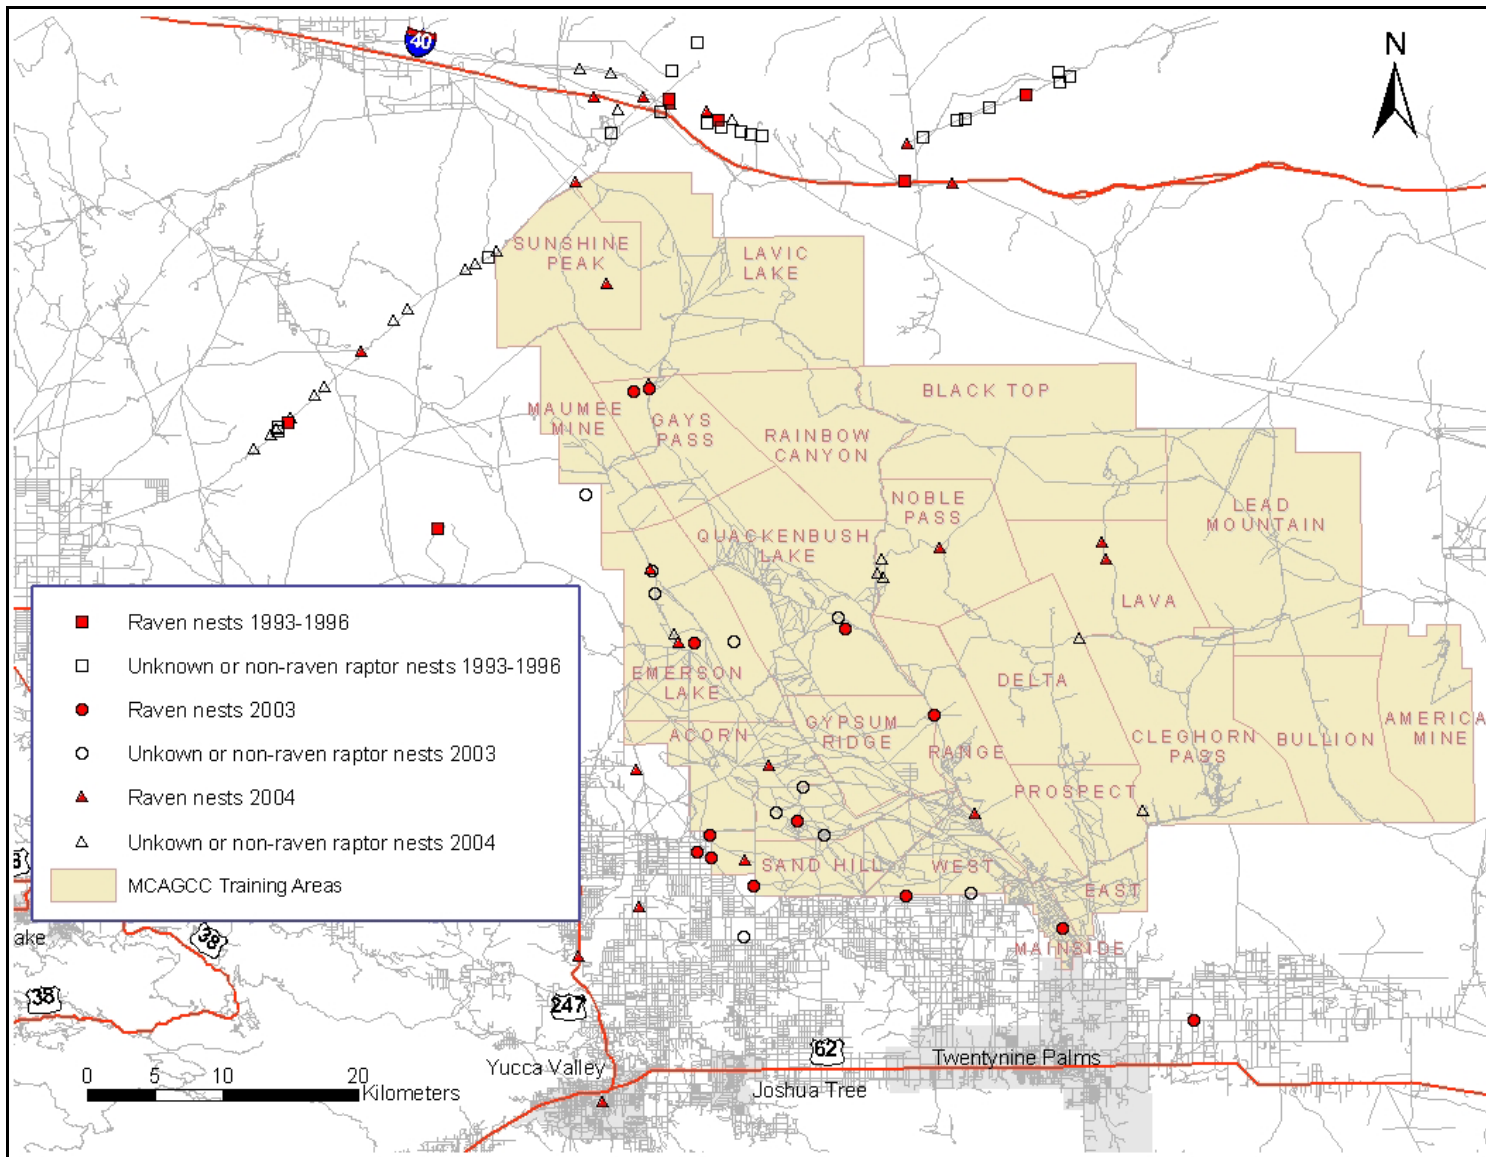 40
N
SUNSHINE
PEAK
LAVIC
LAKE
BLACK TOP
MAUMEE
MINE
GAYS
PASS
RAINBOW
CANYON
NOBLE
PASS
LEAD
MOUNTAIN
QUACKENBUSH
LAKE
LAVA
EMERSON
LAKE
DELTA
ACORN
GYPSUM
RIDGE
RANGE
CLEGHORN
PASS
BULLION
AMERICA
MINE
PROSPECT
SAND HILL
WEST
EAST
MAINSIDE
Raven nests 1993-1996
Unknown or non-raven raptor nests 1993-1996
Raven nests 2003
Unkown or non-raven raptor nests 2003
Raven nests 2004
Unkown or non-raven raptor nests 2004
MCAGCC Training Areas
ake
38
38
247
62
Yucca Valley
Joshua Tree
Twentynine Palms
0 5 10 20
Kilometers